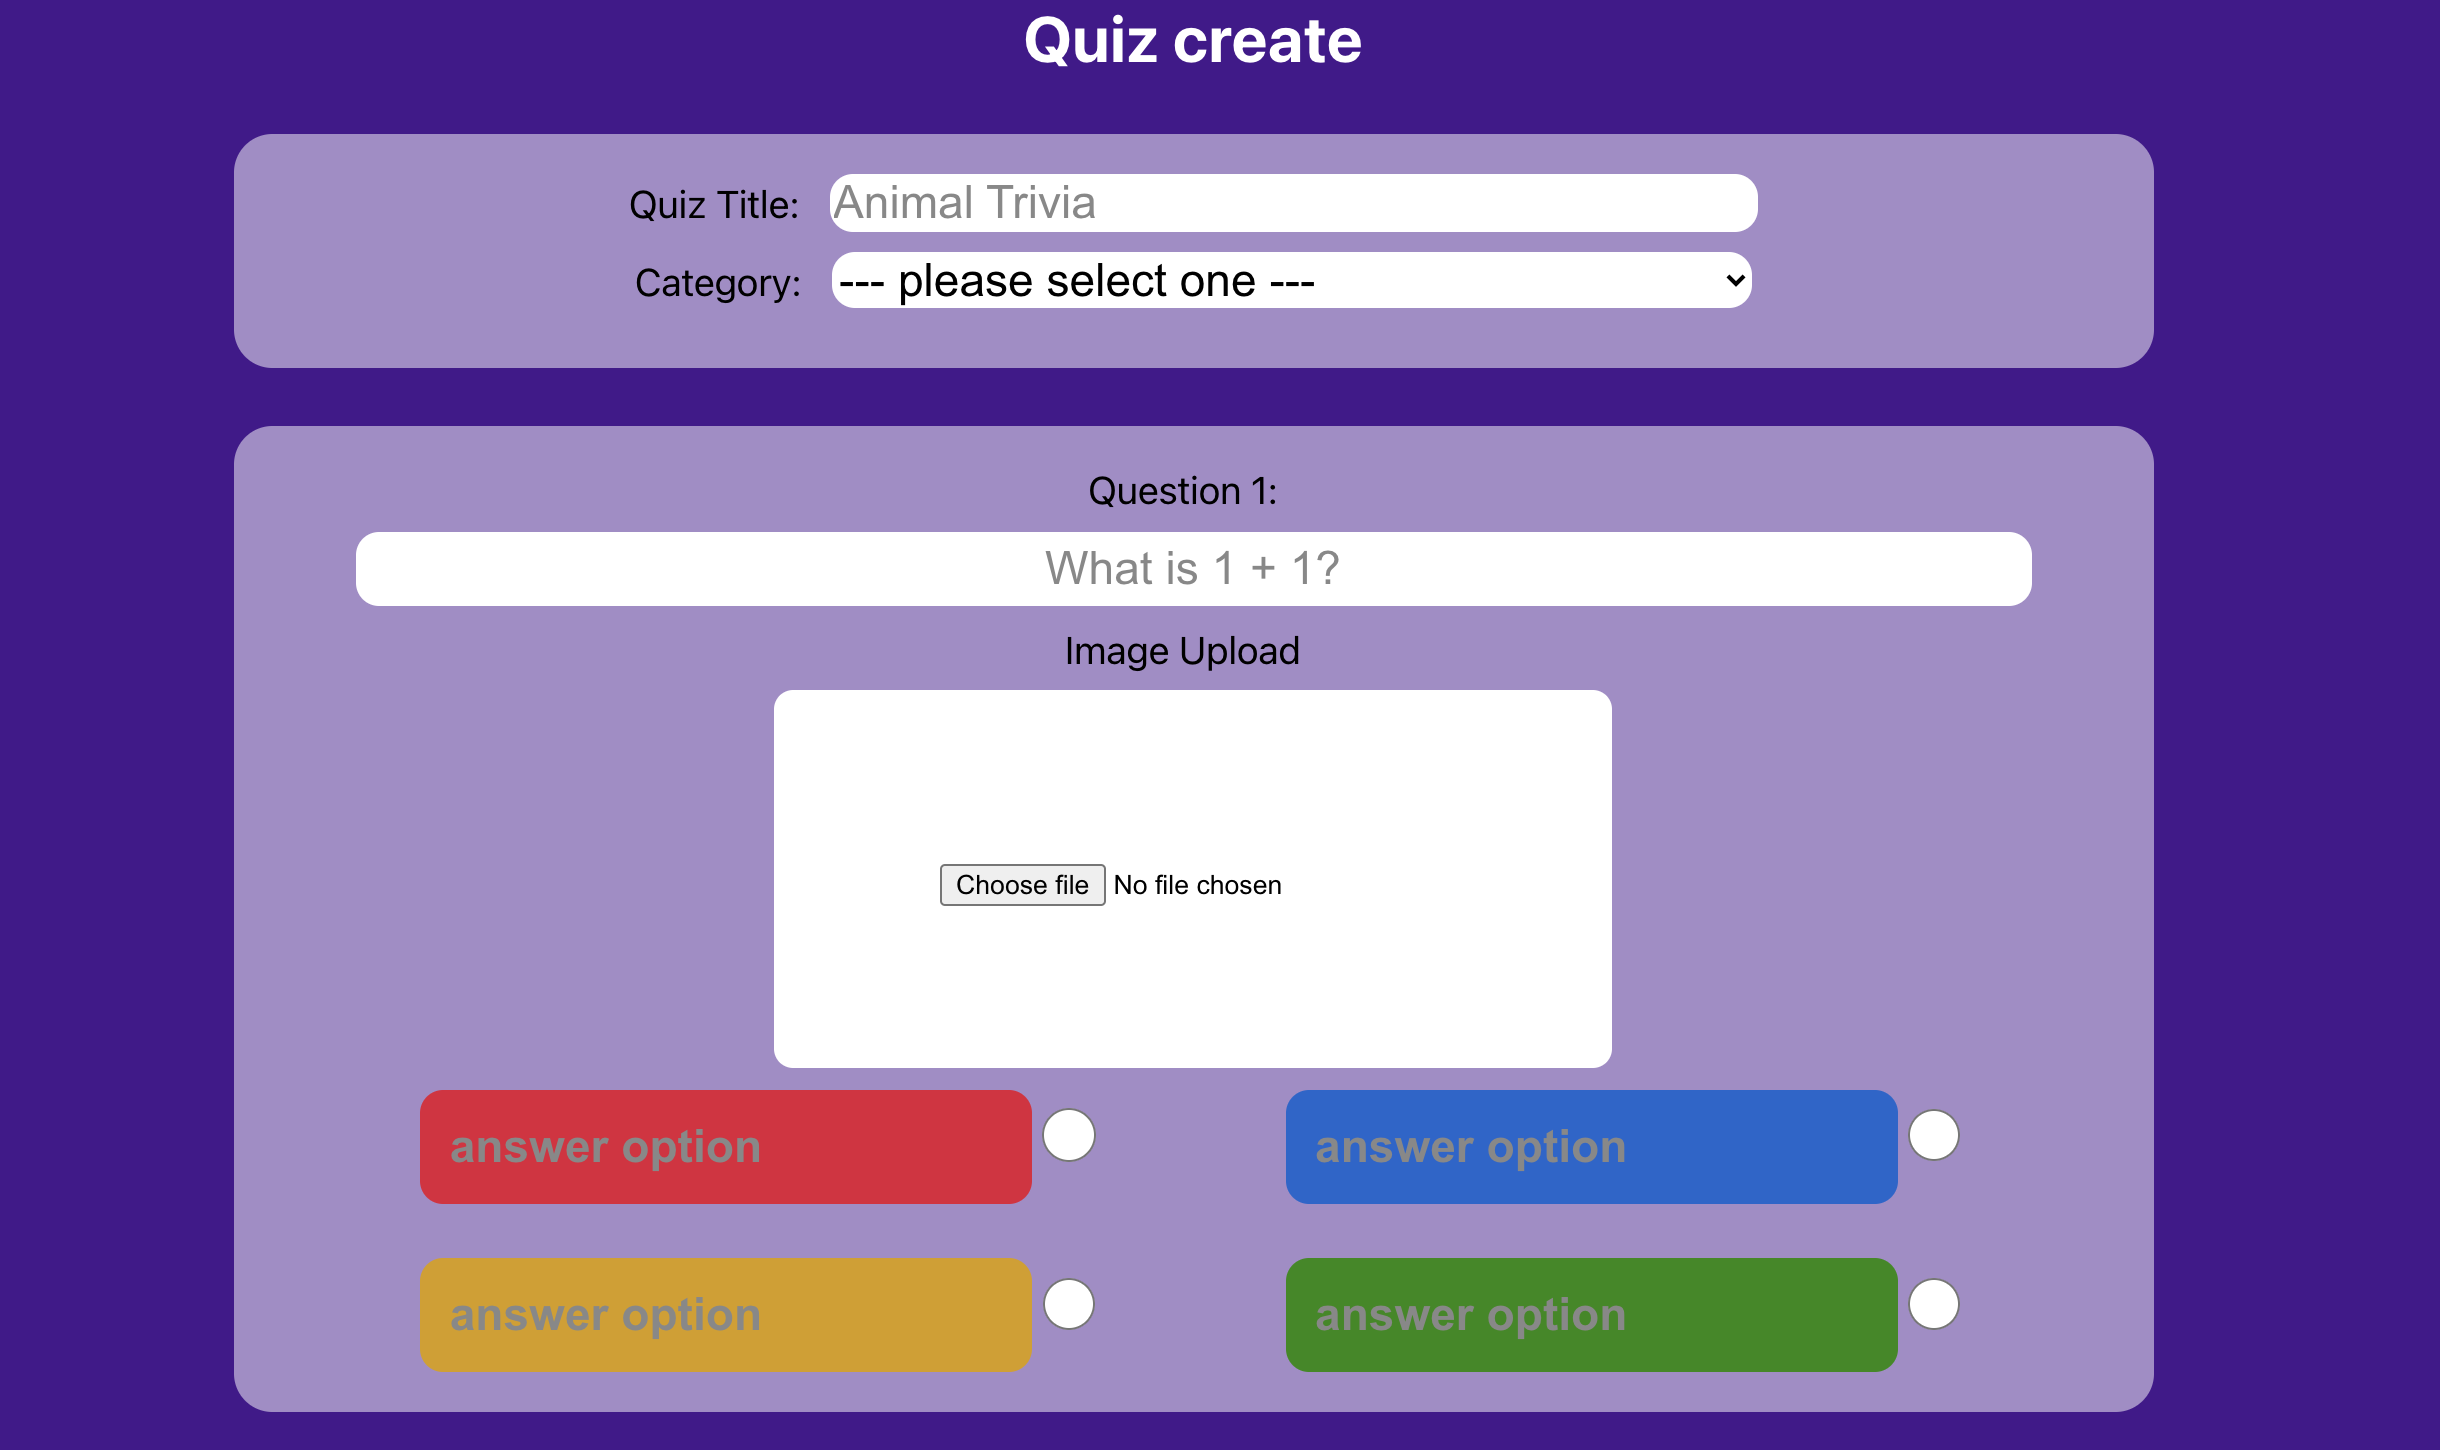 Quiz create
Quiz Title: Animal Trivia
Category: --- please select one ---
Question 1:
What is 1 + 1?
Image Upload
Choose file No file chosen
answer option answer option
answer option answer option